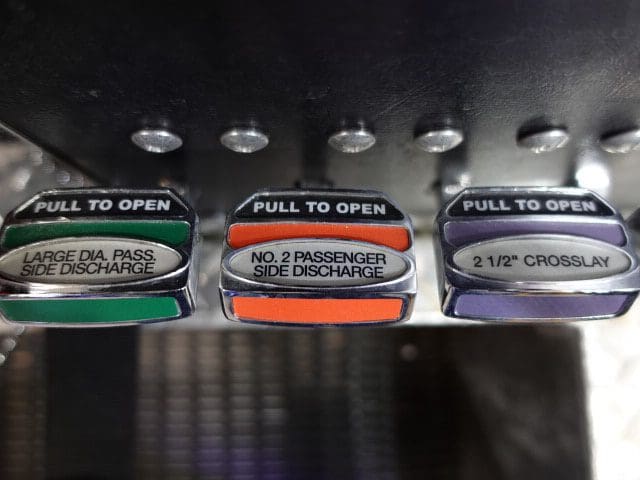 PULL TO OPEN
LARGE DIA. PASS.
SIDE DISCHARGE
PULL TO OPEN
NO. 2 PASSENGER
SIDE DISCHARGE
PULL TO OPEN
2 1/2" CROSSLAY